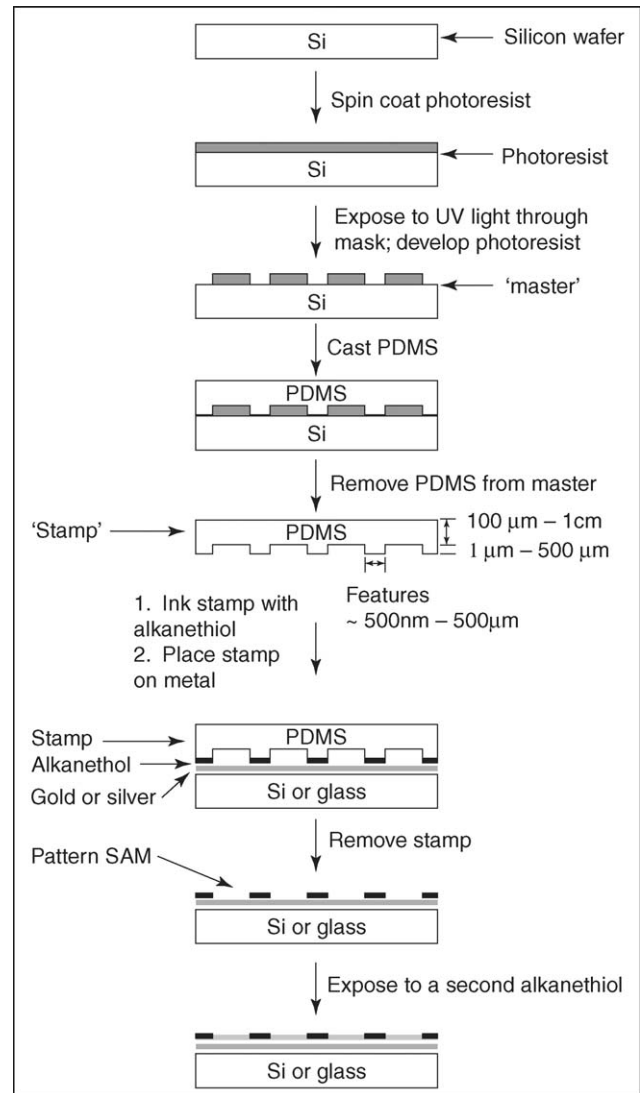 Si
Silicon wafer
Spin coat photoresist
Photoresist
Si
Expose to UV light through
mask; develop photoresist
'master'
Si
Cast PDMS
PDMS
Si
Remove PDMS from master
'Stamp'
PDMS
100 μm – 1cm
1 μm – 500 μm
Features
~ 500nm – 500μm
1. Ink stamp with
alkanethiol
2. Place stamp
on metal
Stamp
PDMS
Alkanethol
Gold or silver
Si or glass
Remove stamp
Pattern SAM
Si or glass
Expose to a second alkanethiol
Si or glass